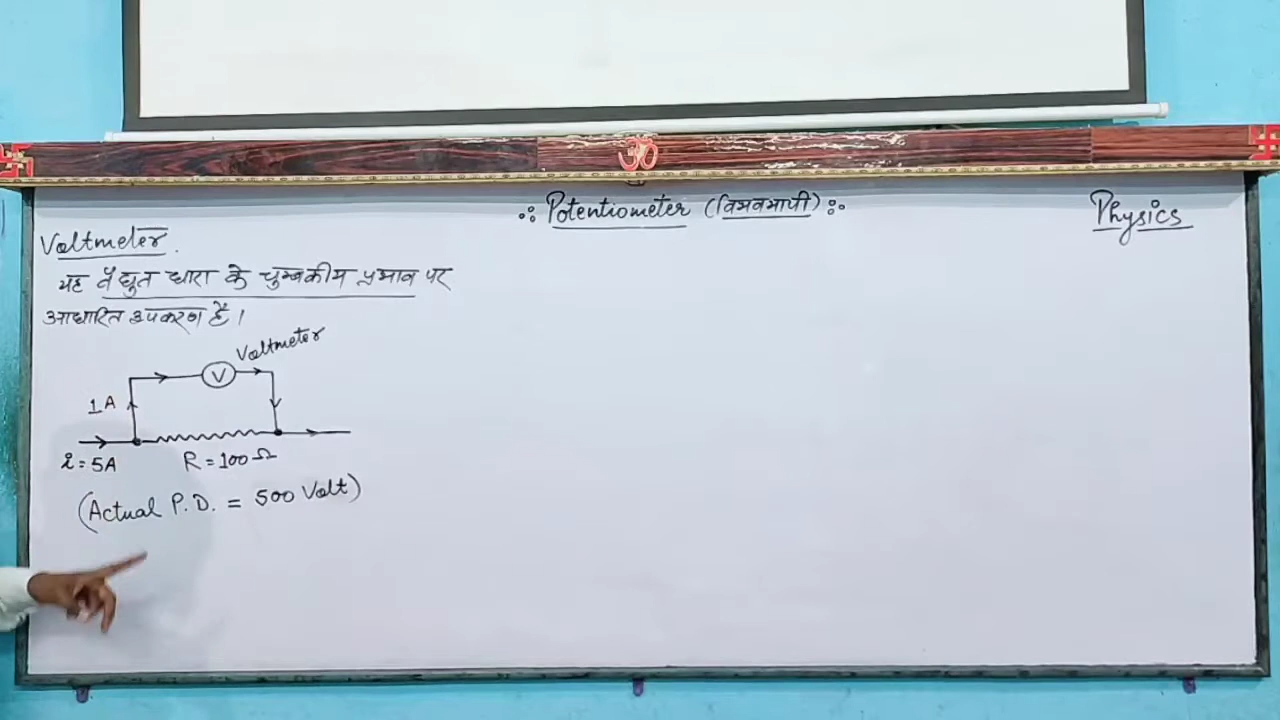 ·: Potentiometer (विभवमापी) :·
Physics
Voltmeter.
यह वैद्युत धारा के चुम्बकीय प्रभाव पर
आधारित उपकरण है।
Voltmeter
V
1A
i = 5A
R = 100 Ω
(Actual P.D. = 500 Volt)
ॐ